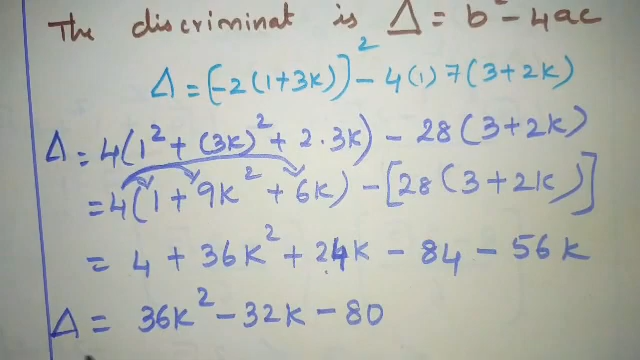 The discriminat is Δ = b² - 4ac
Δ = [-2(1+3k)]² - 4(1) 7(3+2k)
Δ = 4(1² + (3k)² + 2·3k) - 28(3+2k)
= 4(1 + 9k² + 6k) - [28(3+2k)]
= 4 + 36k² + 24k - 84 - 56k
Δ = 36k² - 32k - 80